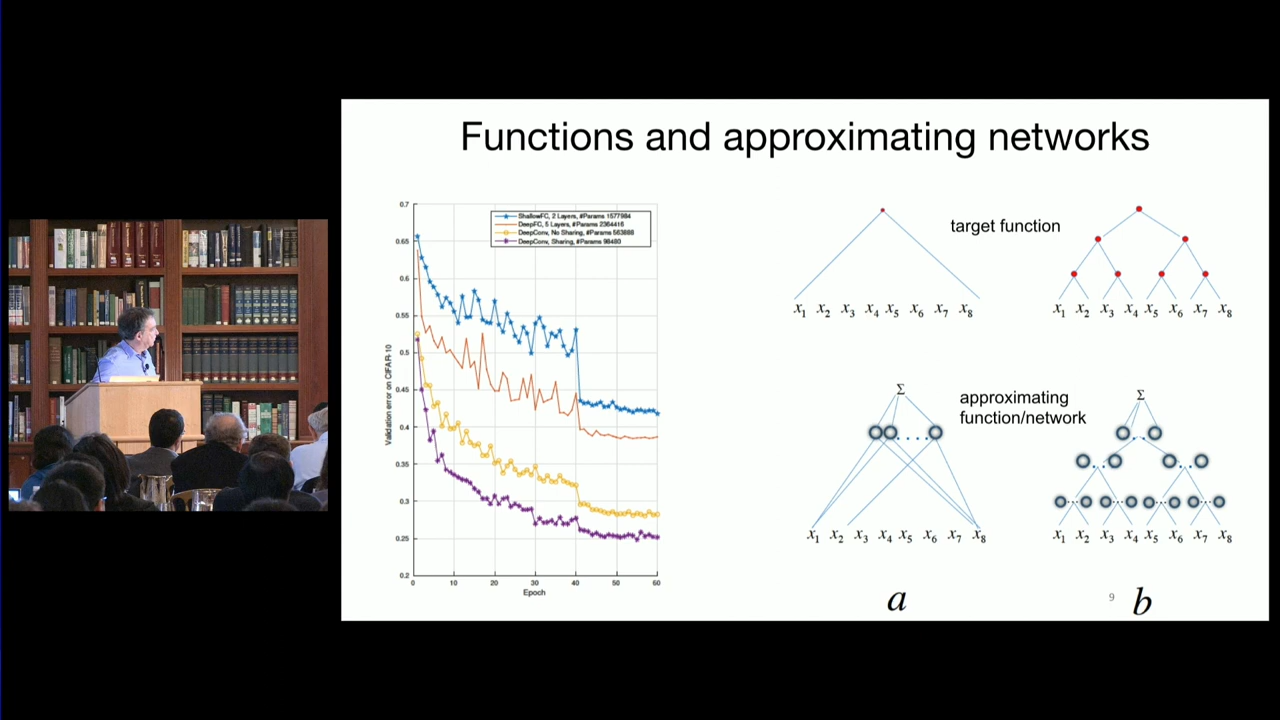 Functions and approximating networks
0.7
0.65
0.6
0.55
0.5
0.45
0.4
0.35
0.3
0.25
0.2
0
10
20
30
40
50
60
Validation error on CIFAR-10
Epoch
ShallowFC, 2 Layers, #Params 1577984
DeepFC, 5 Layers, #Params 2364416
DeepConv, No Sharing, #Params 563888
DeepConv, Sharing, #Params 98480
target function
x1 x2 x3 x4 x5 x6 x7 x8
x1 x2 x3 x4 x5 x6 x7 x8
Σ
Σ
approximating
function/network
x1 x2 x3 x4 x5 x6 x7 x8
x1 x2 x3 x4 x5 x6 x7 x8
a
9
b